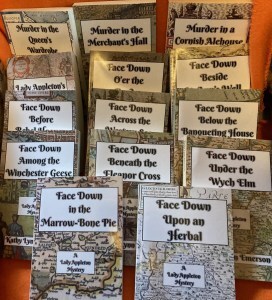 Murder in the
Queen's
Wardrobe
Murder in the
Merchant's Hall
Murder in a
Cornish Alehouse
Lady Appleton's
Face Down
O'er the
Face Down
Beside
Well
Face Down
Before
Face Down
Across the
Face Down
Below the
Banqueting House
Face Down
Among the
Winchester Geese
Face Down
Beneath the
Eleanor Cross
Face Down
Under the
Wych Elm
Kathy Lyn
Emerson
Face Down
in the
Marrow-Bone Pie
A
Lady Appleton
Mystery
Face Down
Upon an
Herbal
A
Lady Appleton
Mystery